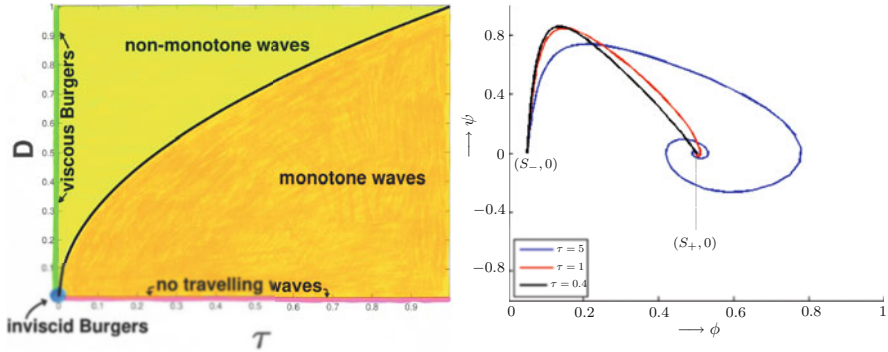 non-monotone waves
viscous Burgers
D
monotone waves
no travelling waves
inviscid Burgers
τ
1
0.9
0.8
0.7
0.6
0.5
0.4
0.3
0.2
0.1
0
0.1
0.2
0.3
0.4
0.5
0.6
0.7
0.8
0.9
0.8
0.4
0
−0.4
−0.8
→ ψ
(S₋, 0)
(S₊, 0)
τ = 5
τ = 1
τ = 0.4
0
0.2
0.4
0.6
0.8
1
→ ϕ